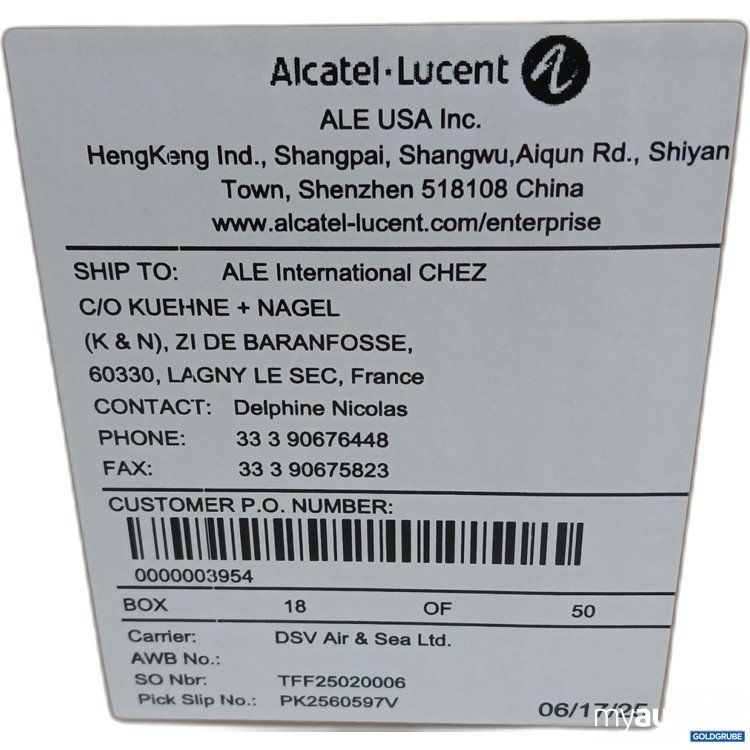 Alcatel·Lucent
ALE USA Inc.
HengKeng Ind., Shangpai, Shangwu,Aiqun Rd., Shiyan
Town, Shenzhen 518108 China
www.alcatel-lucent.com/enterprise
SHIP TO: ALE International CHEZ
C/O KUEHNE + NAGEL
(K & N), ZI DE BARANFOSSE,
60330, LAGNY LE SEC, France
CONTACT: Delphine Nicolas
PHONE: 33 3 90676448
FAX: 33 3 90675823
CUSTOMER P.O. NUMBER:
0000003954
BOX 18 OF 50
Carrier: DSV Air & Sea Ltd.
AWB No.:
SO Nbr: TFF25020006
Pick Slip No.: PK2560597V
06/17/25
GOLDGRUBE